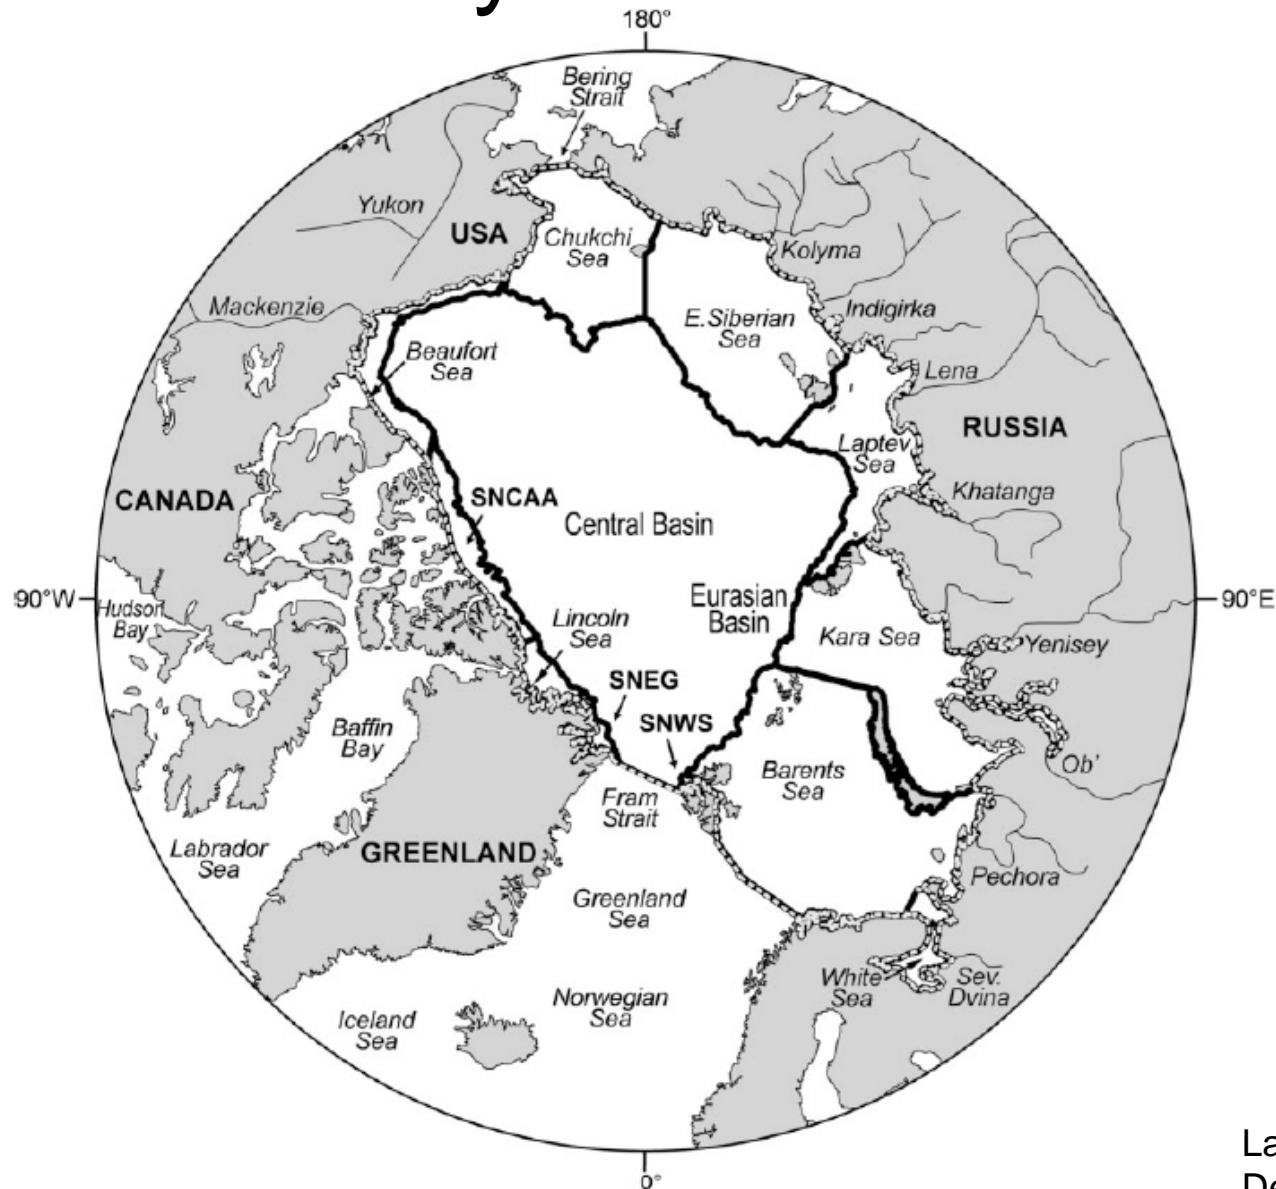 y
180°
Bering
Strait
Yukon
USA
Chukchi
Sea
Kolyma
Mackenzie
E.Siberian
Sea
Indigirka
Beaufort
Sea
Lena
RUSSIA
Laptev
Sea
CANADA
SNCAA
Khatanga
Central Basin
90°W
90°E
Hudson
Bay
Eurasian
Basin
Lincoln
Sea
Kara Sea
Yenisey
SNEG
SNWS
Baffin
Bay
Barents
Sea
Ob'
Fram
Strait
Labrador
Sea
GREENLAND
Pechora
Greenland
Sea
White
Sea
Sev.
Dvina
Norwegian
Sea
Iceland
Sea
0°
La